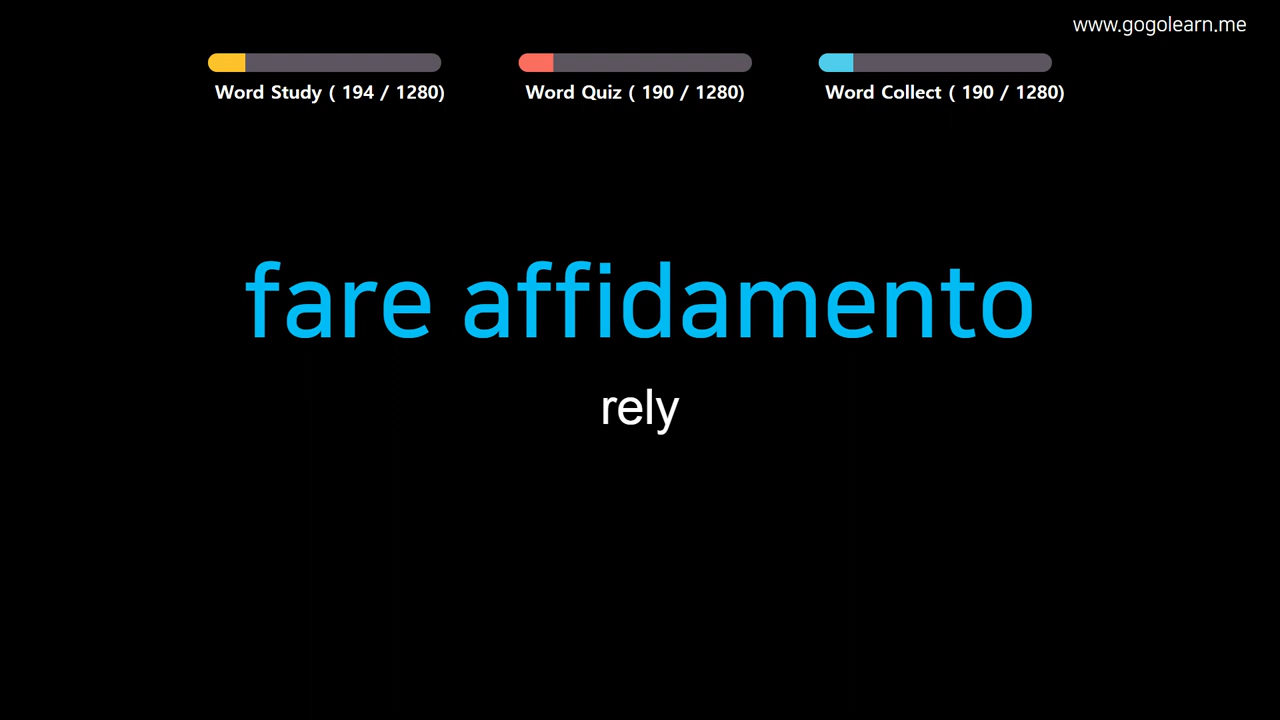 www.gogolearn.me
Word Study ( 194 / 1280)
Word Quiz ( 190 / 1280)
Word Collect ( 190 / 1280)
fare affidamento
rely